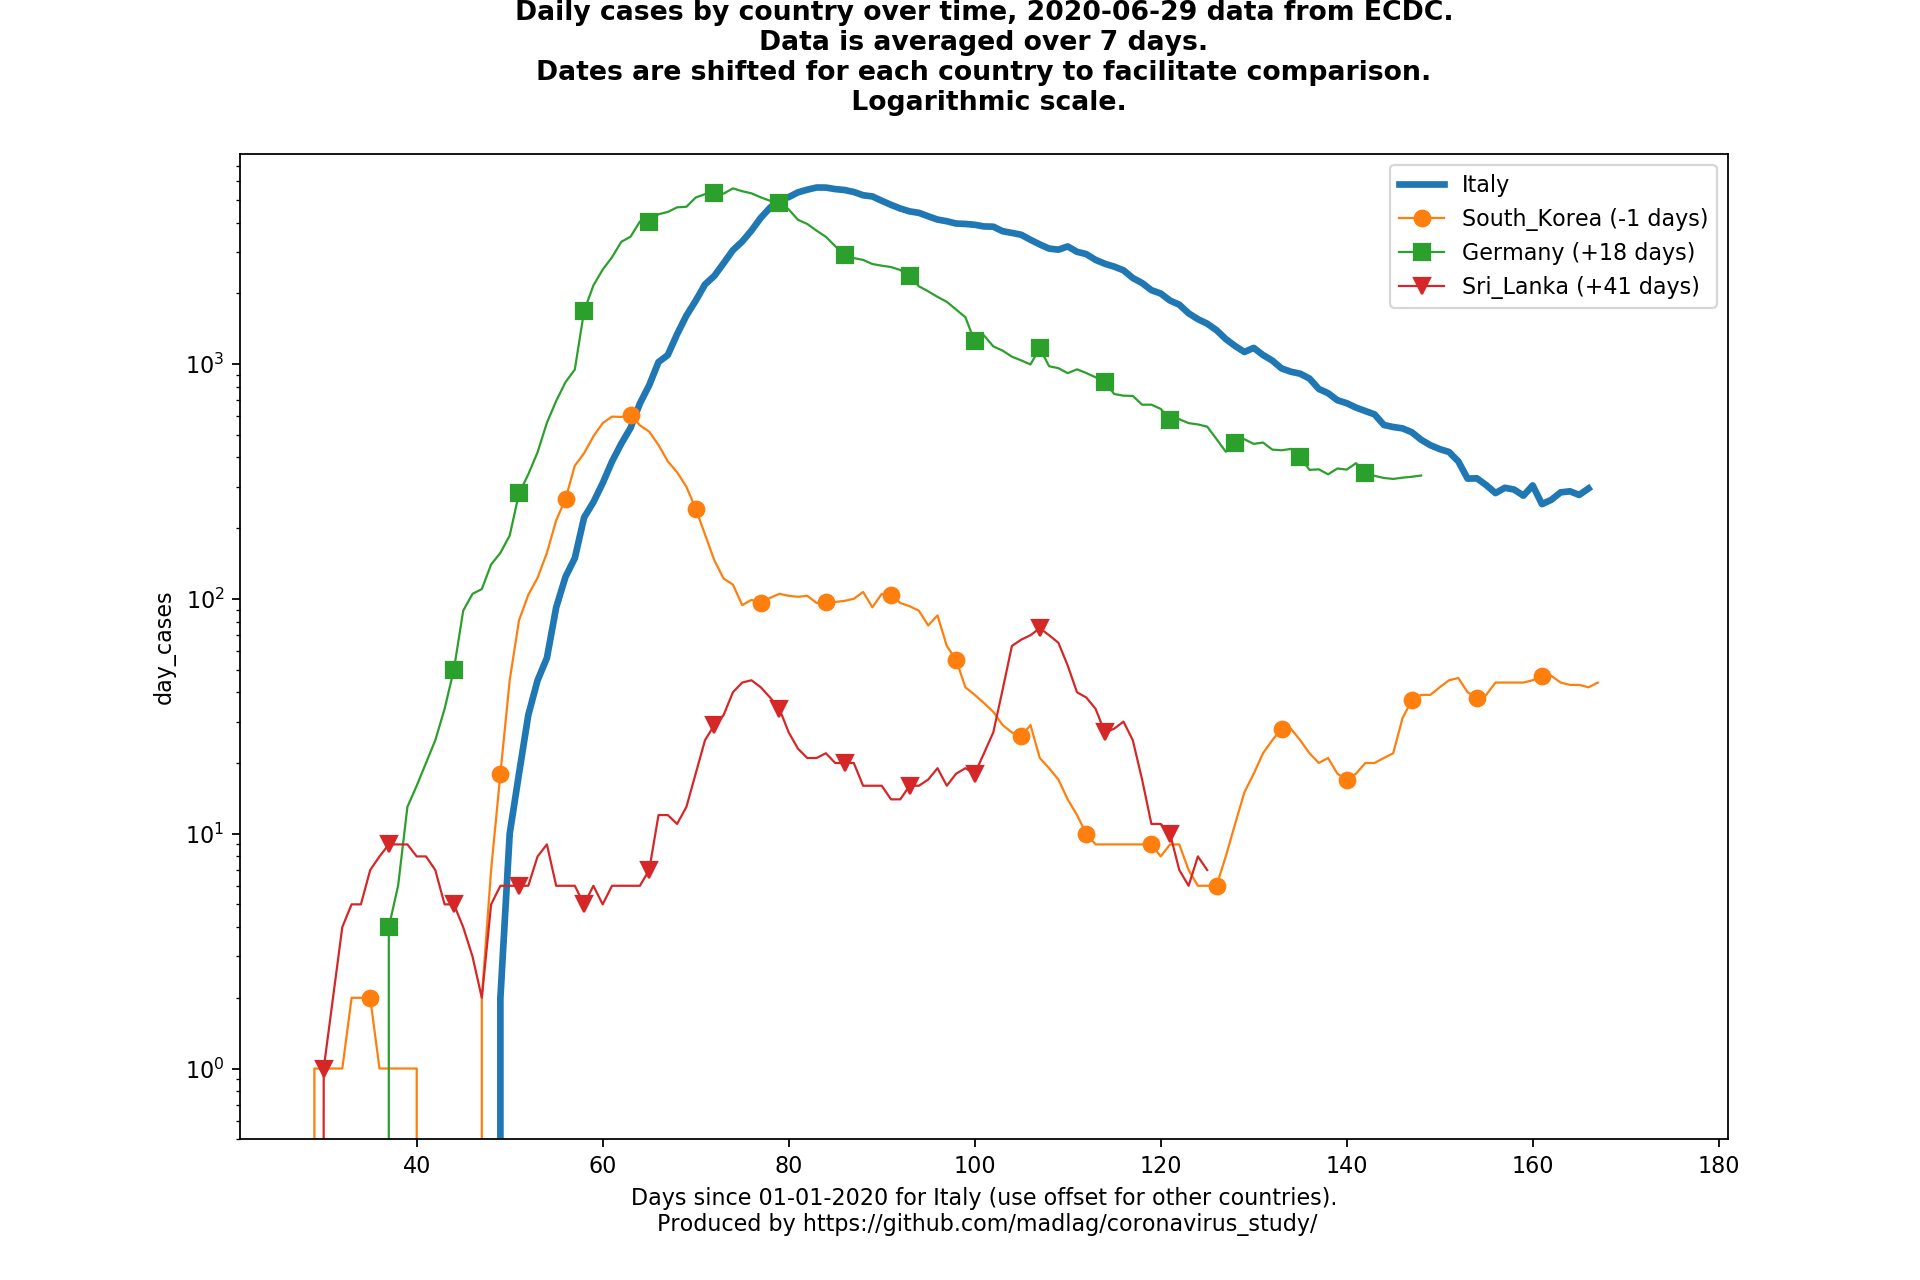 Daily cases by country over time, 2020-06-29 data from ECDC.
Data is averaged over 7 days.
Dates are shifted for each country to facilitate comparison.
Logarithmic scale.
Italy
South_Korea (-1 days)
Germany (+18 days)
Sri_Lanka (+41 days)
10³
10²
10¹
10⁰
day_cases
40 60 80 100 120 140 160 180
Days since 01-01-2020 for Italy (use offset for other countries).
Produced by https://github.com/madlag/coronavirus_study/